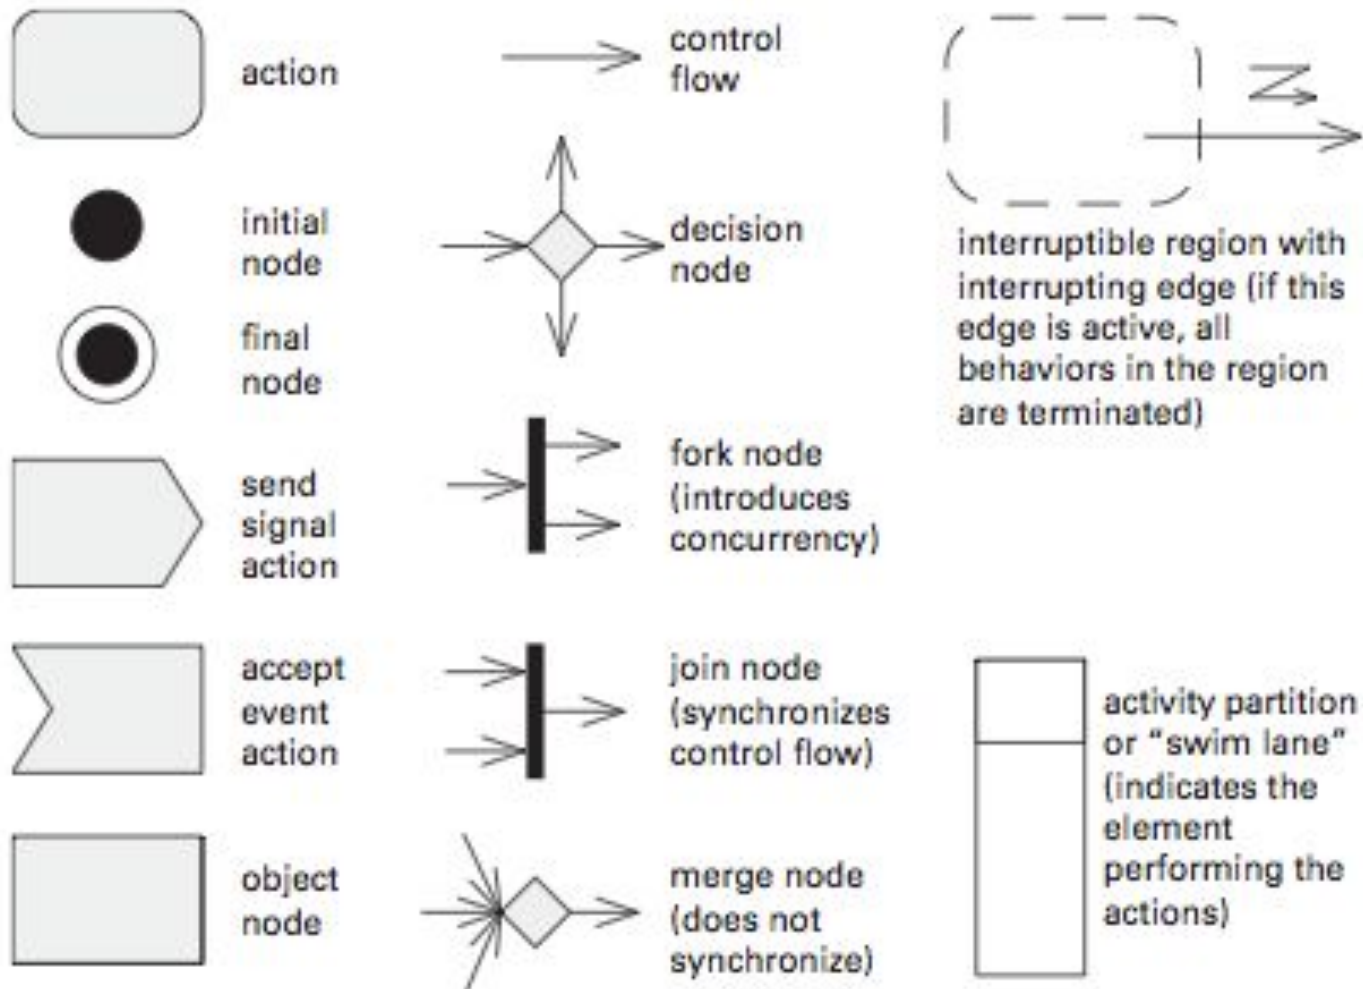 action
initial
node
final
node
send
signal
action
accept
event
action
object
node
control
flow
decision
node
fork node
(introduces
concurrency)
join node
(synchronizes
control flow)
merge node
(does not
synchronize)
interruptible region with
interrupting edge (if this
edge is active, all
behaviors in the region
are terminated)
activity partition
or “swim lane”
(indicates the
element
performing the
actions)